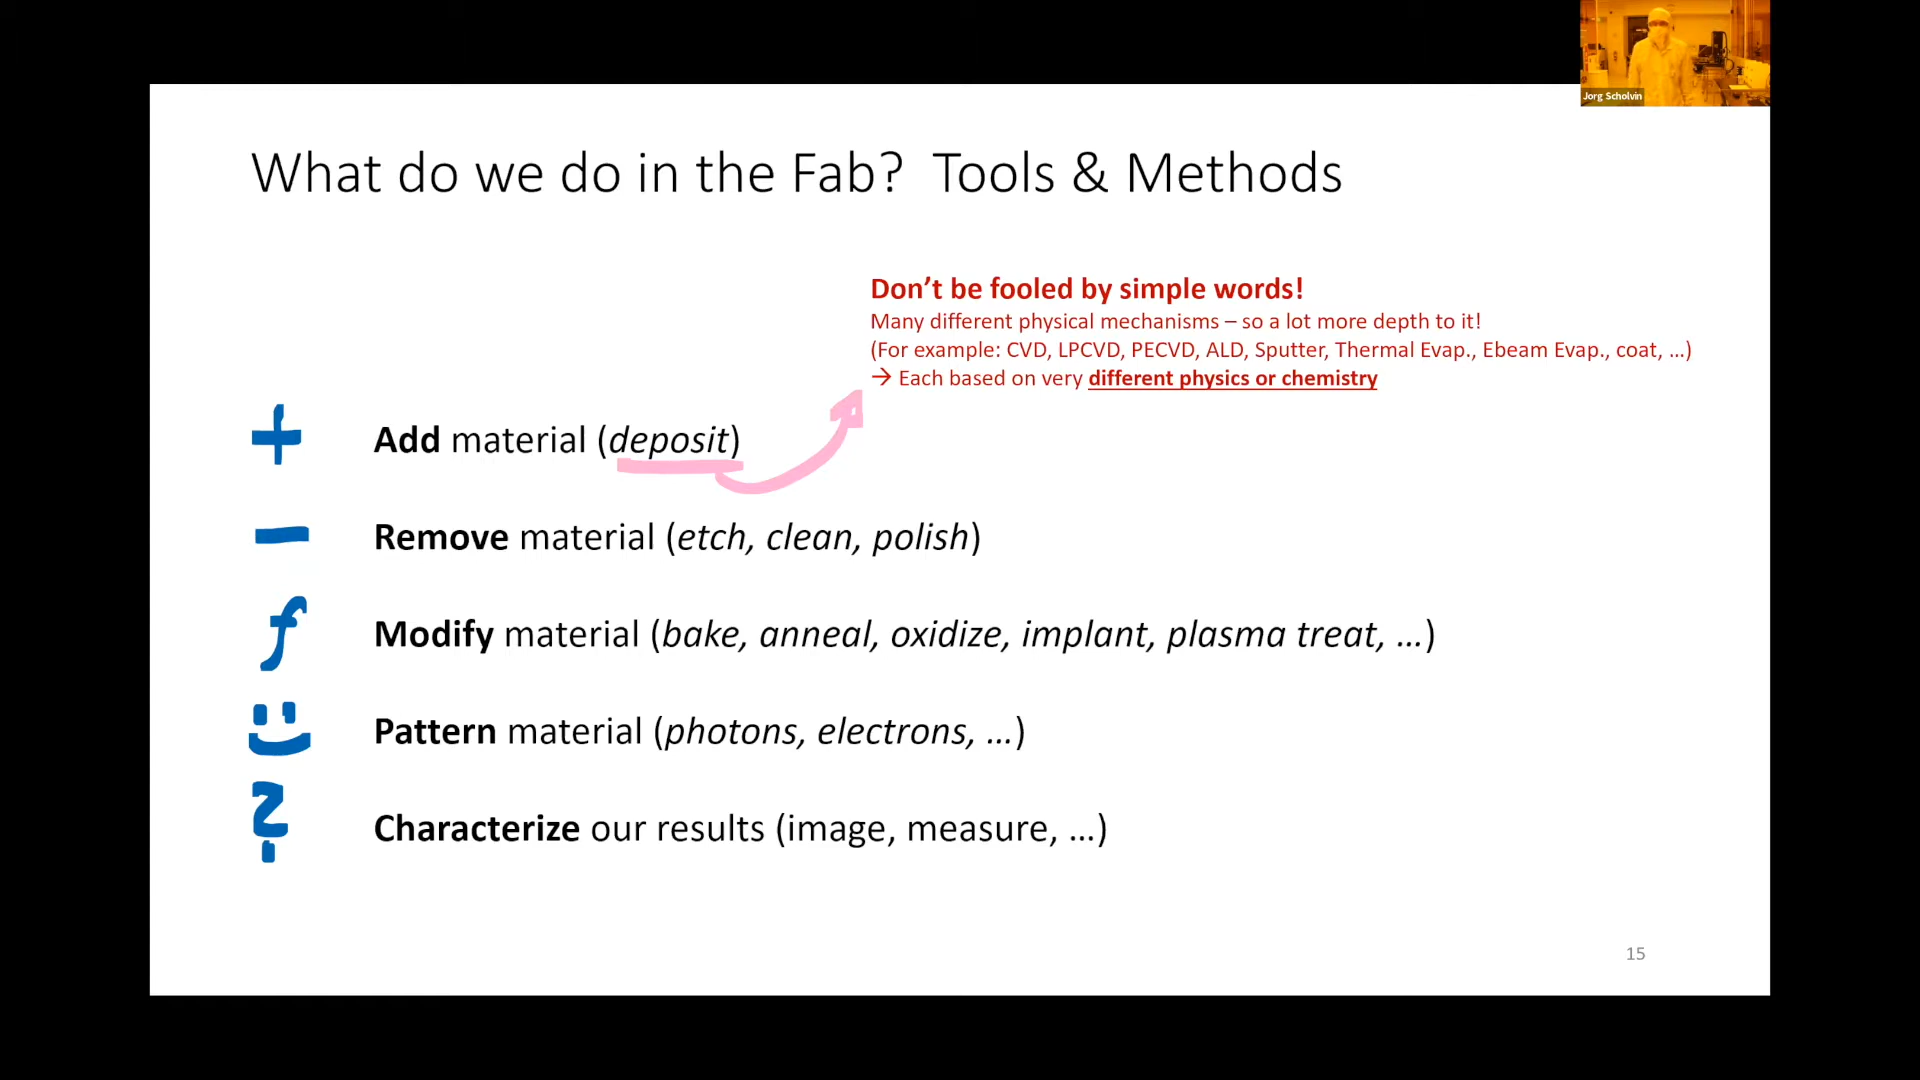 Jorg Scholvin
What do we do in the Fab?  Tools & Methods
Don’t be fooled by simple words!
Many different physical mechanisms – so a lot more depth to it!
(For example: CVD, LPCVD, PECVD, ALD, Sputter, Thermal Evap., Ebeam Evap., coat, …)
→ Each based on very different physics or chemistry
+ Add material (deposit)
– Remove material (etch, clean, polish)
f Modify material (bake, anneal, oxidize, implant, plasma treat, …)
Pattern material (photons, electrons, …)
? Characterize our results (image, measure, …)
15